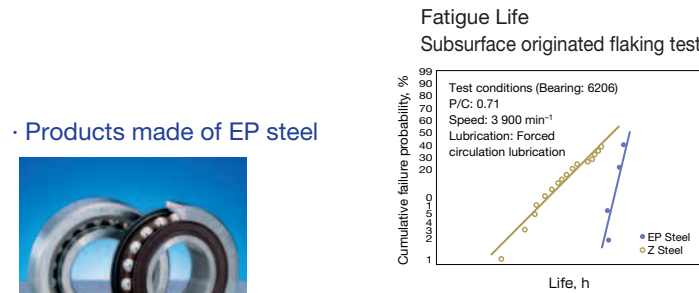 Fatigue Life
Subsurface originated flaking test
· Products made of EP steel
Cumulative failure probability, %
99
90
80
70
60
50
40
30
20
0
1
5
4
3
2
1
Test conditions (Bearing: 6206)
P/C: 0.71
Speed: 3 900 min⁻¹
Lubrication: Forced
circulation lubrication
EP Steel
Z Steel
Life, h